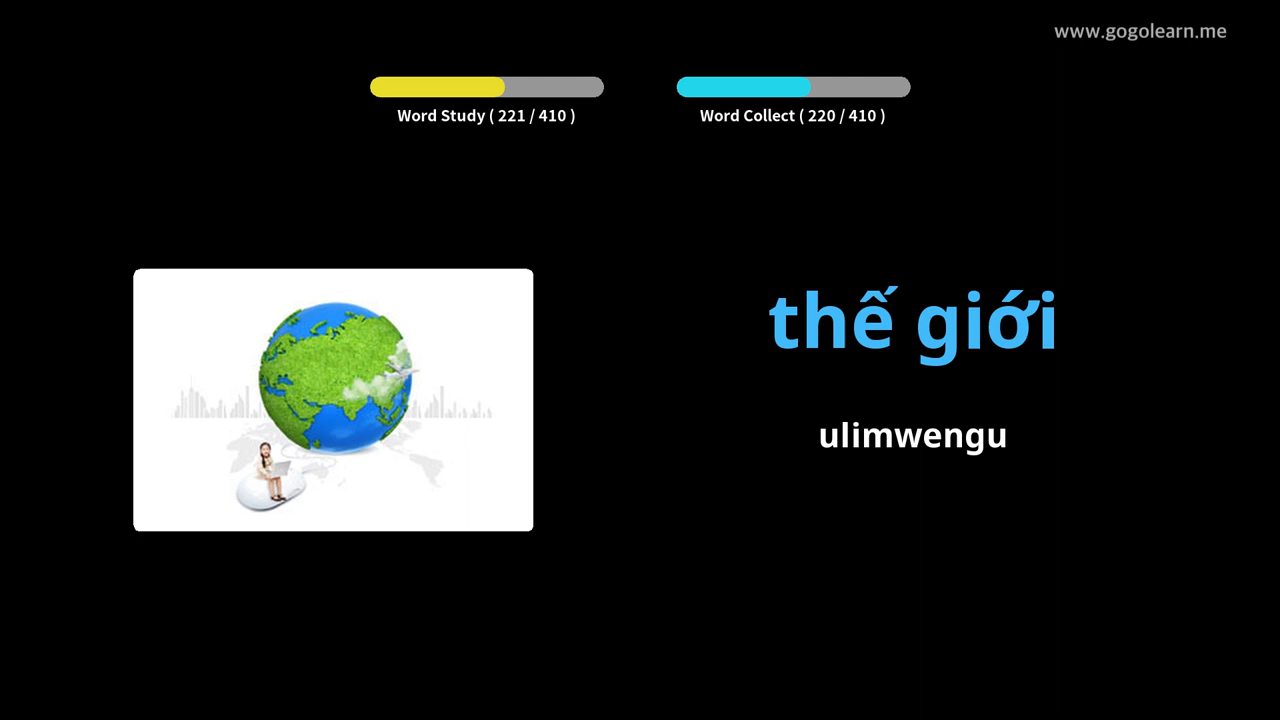 www.gogolearn.me
Word Study ( 221 / 410 )
Word Collect ( 220 / 410 )
thế giới
ulimwengu